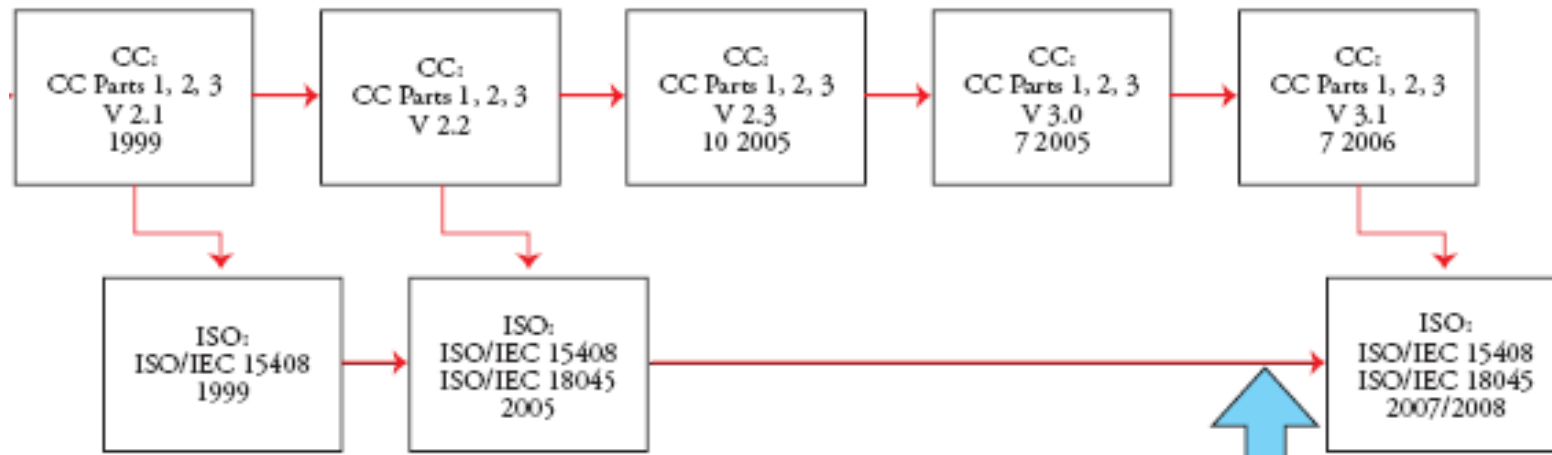 CC:
CC Parts 1, 2, 3
V 2.1
1999
CC:
CC Parts 1, 2, 3
V 2.2
CC:
CC Parts 1, 2, 3
V 2.3
10 2005
CC:
CC Parts 1, 2, 3
V 3.0
7 2005
CC:
CC Parts 1, 2, 3
V 3.1
7 2006
ISO:
ISO/IEC 15408
1999
ISO:
ISO/IEC 15408
ISO/IEC 18045
2005
ISO:
ISO/IEC 15408
ISO/IEC 18045
2007/2008